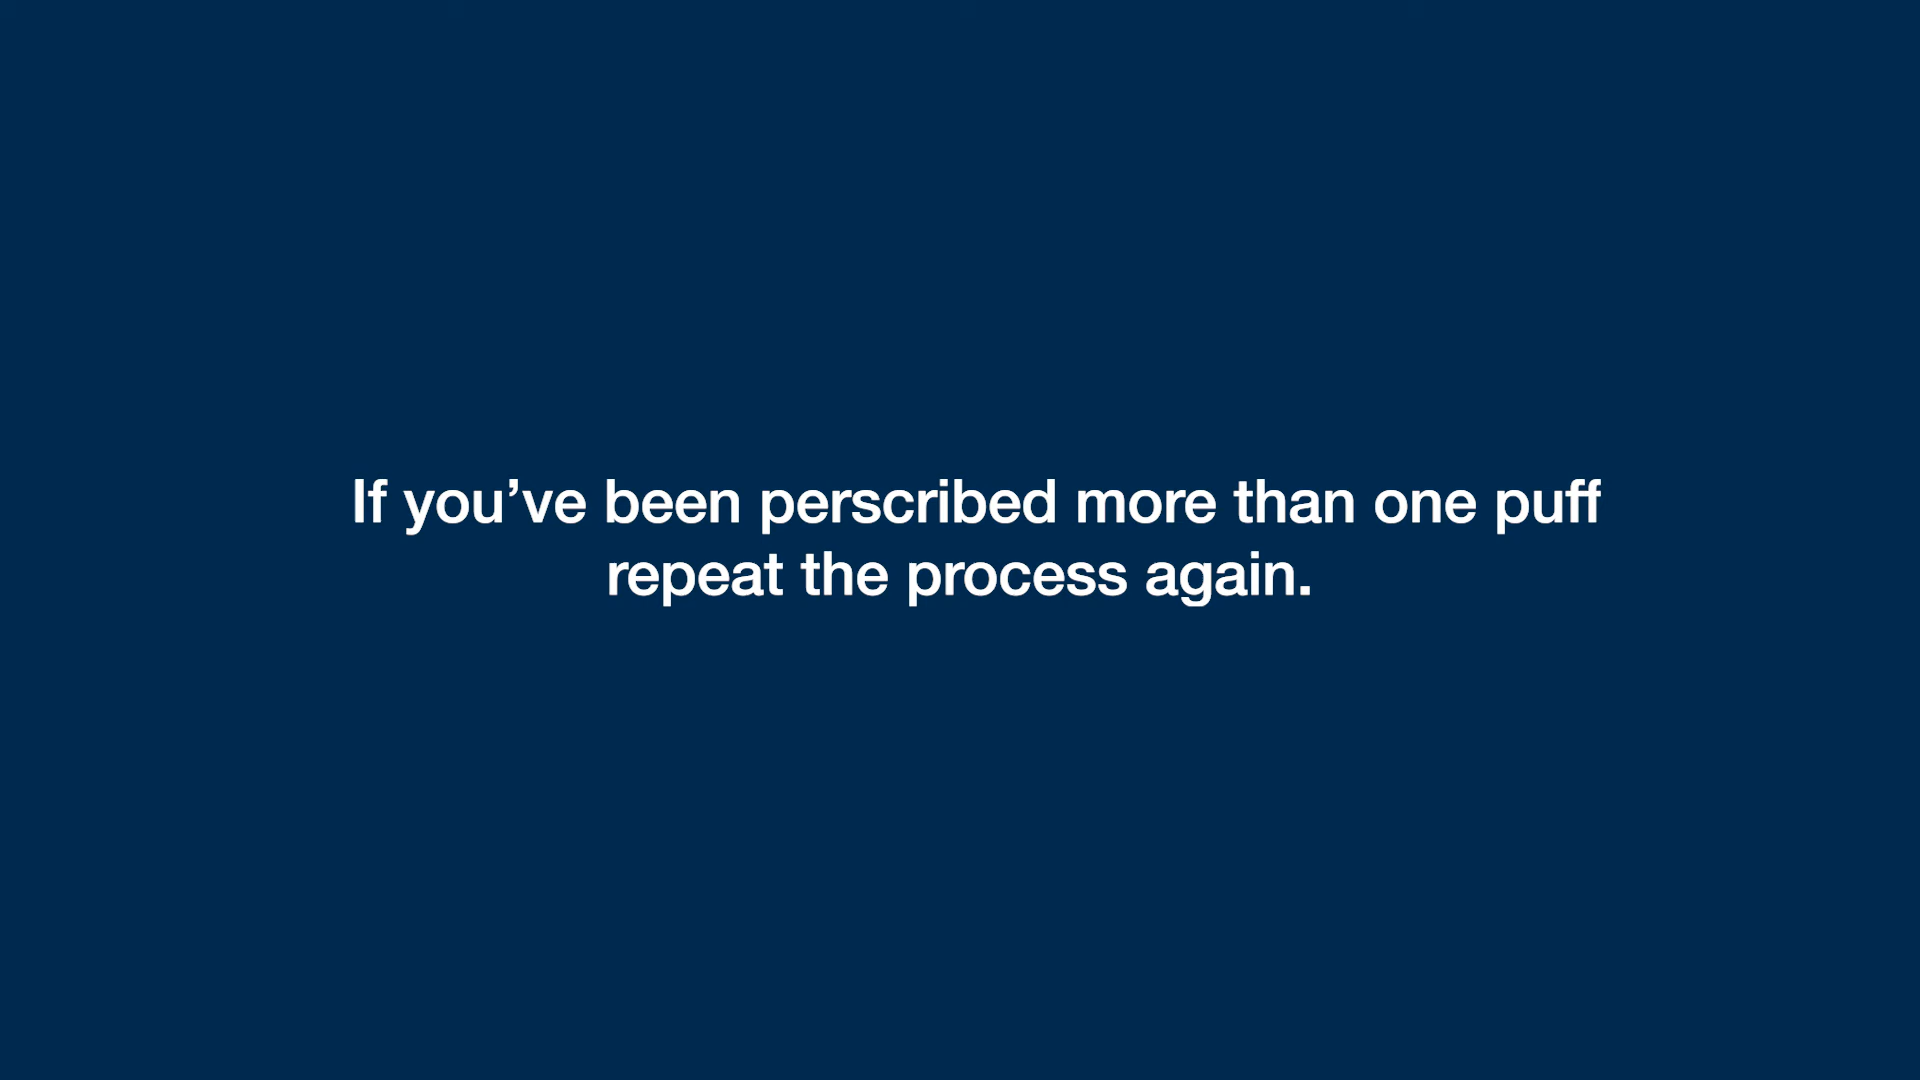 If you’ve been perscribed more than one puff
repeat the process again.